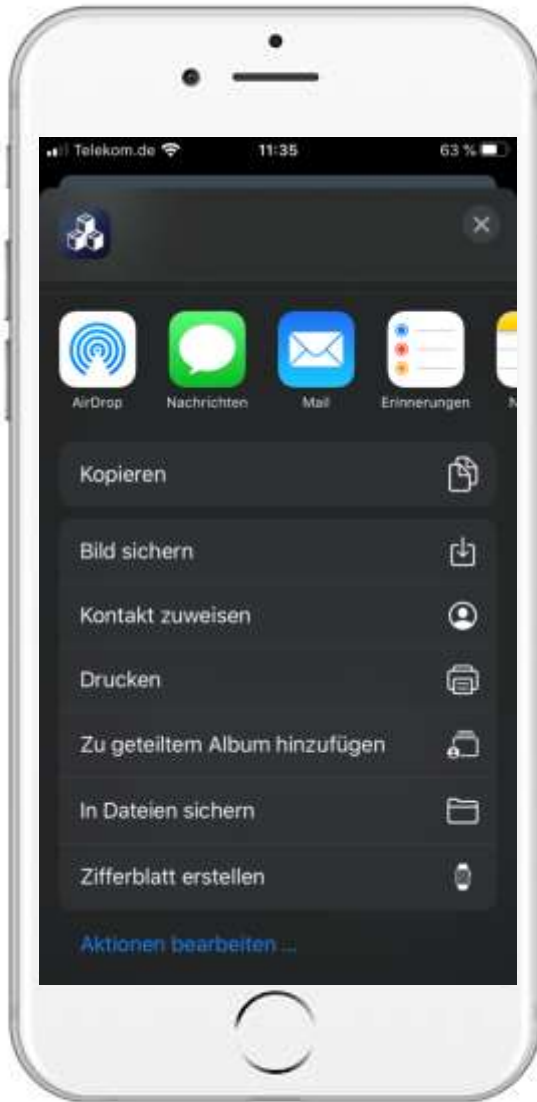 Telekom.de 11:35 63 %
AirDrop Nachrichten Mail Erinnerungen N
Kopieren
Bild sichern
Kontakt zuweisen
Drucken
Zu geteiltem Album hinzufügen
In Dateien sichern
Zifferblatt erstellen
Aktionen bearbeiten ...